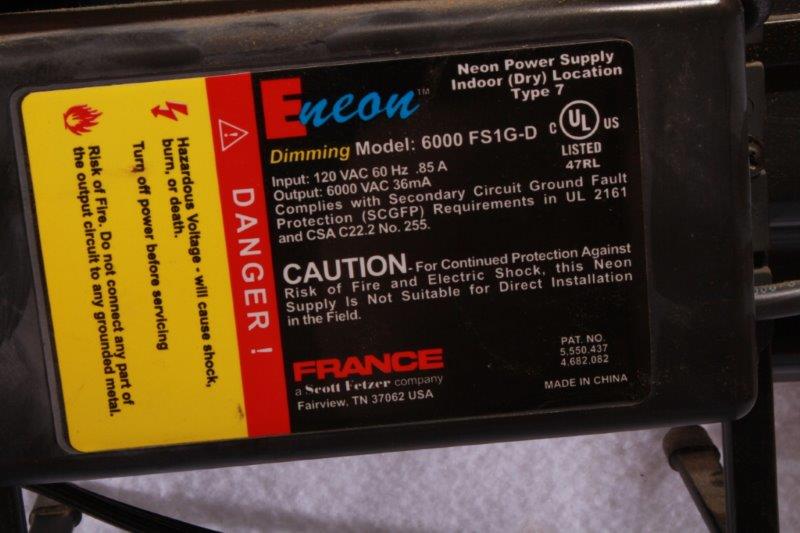 Eneon™
Neon Power Supply
Indoor (Dry) Location
Type 7
Dimming Model: 6000 FS1G-D
C UL US
LISTED
47RL
Input: 120 VAC 60 Hz .85 A
Output: 6000 VAC 36mA
Complies with Secondary Circuit Ground Fault
Protection (SCGFP) Requirements in UL 2161
and CSA C22.2 No. 255.
CAUTION - For Continued Protection Against
Risk of Fire and Electric Shock, this Neon
Supply Is Not Suitable for Direct Installation
in the Field.
FRANCE
a Scott Fetzer company
Fairview, TN 37062 USA
PAT. NO.
5,550,437
4,682,082
MADE IN CHINA
DANGER!
Hazardous Voltage - will cause shock,
burn, or death.
Turn off power before servicing
Risk of Fire. Do not connect any part of
the output circuit to any grounded metal.